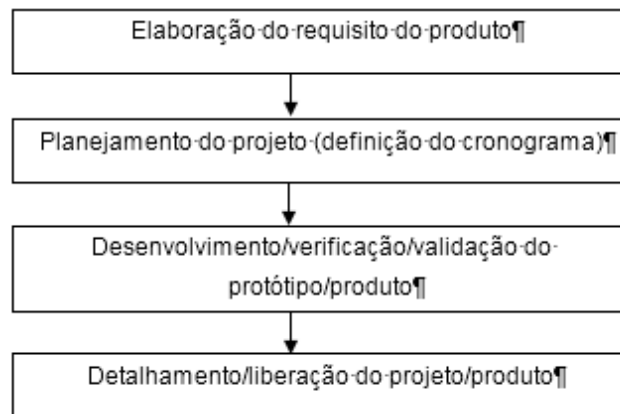 Elaboração·do·requisito·do·produto¶
Planejamento·do·projeto·(definição·do·cronograma)¶
Desenvolvimento/verificação/validação·do·
protótipo/produto¶
Detalhamento/liberação·do·projeto/produto¶